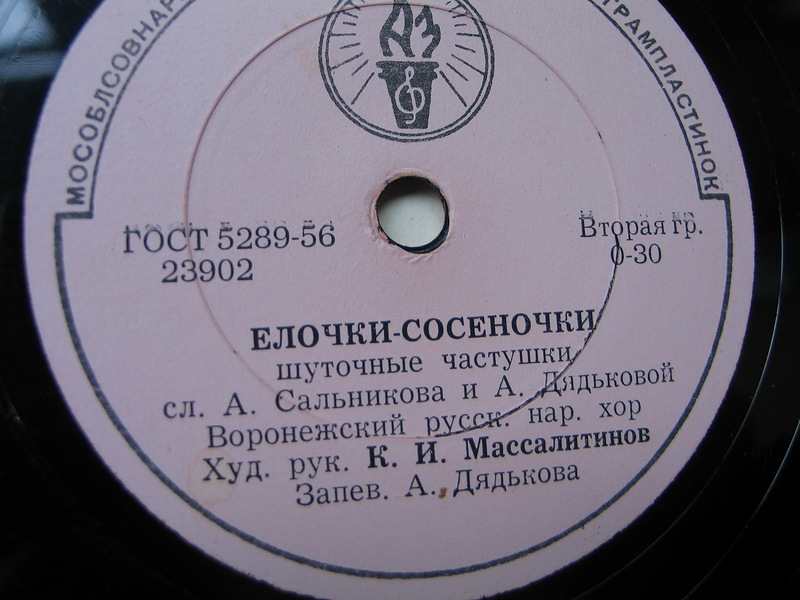 МОСОБЛСОВНАР
ГРАМПЛАСТИНОК
АЗ
ГОСТ 5289-56
23902
Вторая гр.
0-30
ЕЛОЧКИ-СОСЕНОЧКИ
шуточные частушки
сл. А. Сальникова и А. Дядьковой
Воронежский русск. нар. хор
Худ. рук. К. И. Массалитинов
Запев. А. Дядькова